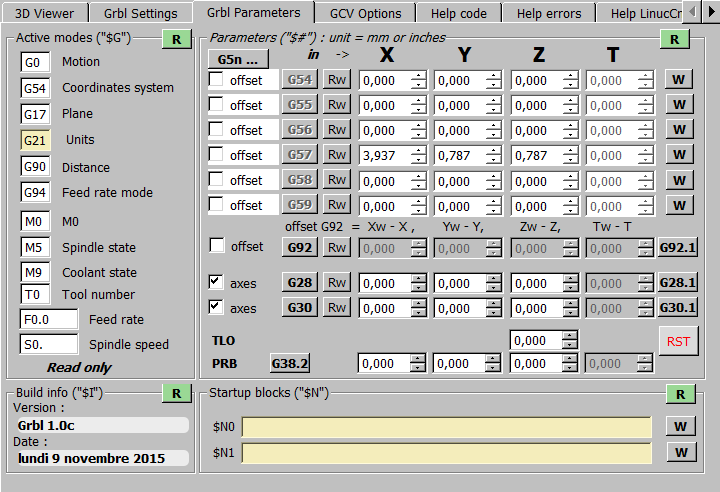 3D Viewer Grbl Settings Grbl Parameters GCV Options Help code Help errors Help LinucCr
Active modes ("$G") R
G0 Motion
G54 Coordinates system
G17 Plane
G21 Units
G90 Distance
G94 Feed rate mode
M0 M0
M5 Spindle state
M9 Coolant state
T0 Tool number
F0.0 Feed rate
S0. Spindle speed
Read only
Parameters ("$#") : unit = mm or inches R
G5n ... in -> X Y Z T
offset G54 Rw 0,000 0,000 0,000 0,000 W
offset G55 Rw 0,000 0,000 0,000 0,000 W
offset G56 Rw 0,000 0,000 0,000 0,000 W
offset G57 Rw 3,937 0,787 0,787 0,000 W
offset G58 Rw 0,000 0,000 0,000 0,000 W
offset G59 Rw 0,000 0,000 0,000 0,000 W
offset G92 = Xw - X , Yw - Y, Zw - Z, Tw - T
offset G92 Rw 0,000 0,000 0,000 0,000 G92.1
axes G28 Rw 0,000 0,000 0,000 0,000 G28.1
axes G30 Rw 0,000 0,000 0,000 0,000 G30.1
TLO 0,000 RST
PRB G38.2 0,000 0,000 0,000 0,000
Build info ("$I") R
Version :
Grbl 1.0c
Date :
lundi 9 novembre 2015
Startup blocks ("$N") R
$N0 W
$N1 W